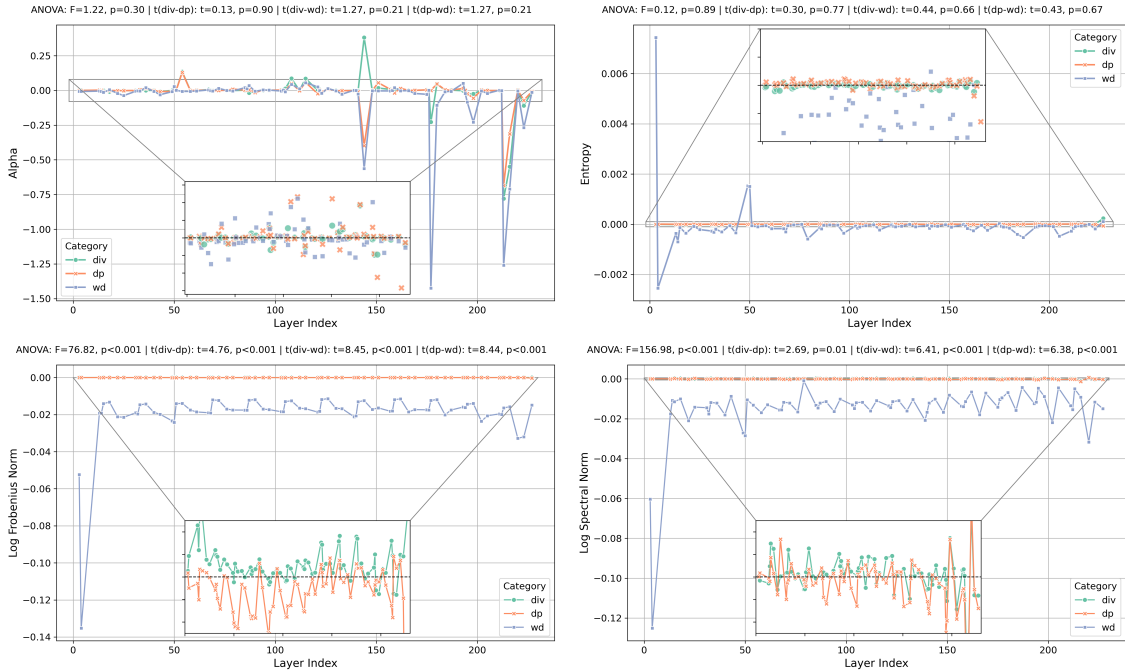 ANOVA: F=1.22, p=0.30 | t(div-dp): t=0.13, p=0.90 | t(div-wd): t=1.27, p=0.21 | t(dp-wd): t=1.27, p=0.21
0.25
0.00
−0.25
−0.50
−0.75
−1.00
−1.25
−1.50
Alpha
Category
div
dp
wd
0
50
100
150
200
Layer Index
ANOVA: F=0.12, p=0.89 | t(div-dp): t=0.30, p=0.77 | t(div-wd): t=0.44, p=0.66 | t(dp-wd): t=0.43, p=0.67
0.006
0.004
0.002
0.000
−0.002
Entropy
Category
div
dp
wd
0
50
100
150
200
Layer Index
ANOVA: F=76.82, p<0.001 | t(div-dp): t=4.76, p<0.001 | t(div-wd): t=8.45, p<0.001 | t(dp-wd): t=8.44, p<0.001
0.00
−0.02
−0.04
−0.06
−0.08
−0.10
−0.12
−0.14
Log Frobenius Norm
Category
div
dp
wd
0
50
100
150
200
Layer Index
ANOVA: F=156.98, p<0.001 | t(div-dp): t=2.69, p=0.01 | t(div-wd): t=6.41, p<0.001 | t(dp-wd): t=6.38, p<0.001
0.00
−0.02
−0.04
−0.06
−0.08
−0.10
−0.12
Log Spectral Norm
Category
div
dp
wd
0
50
100
150
200
Layer Index